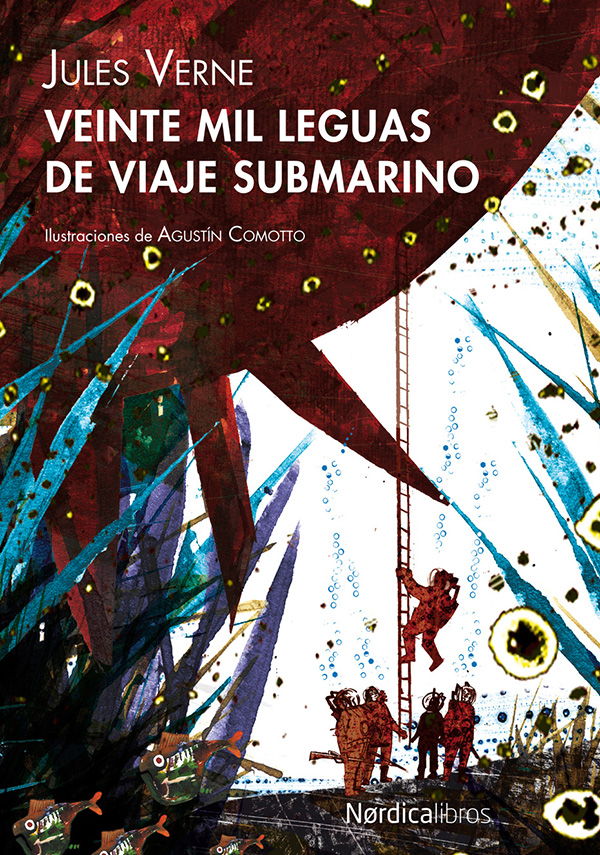 JULES VERNE
VEINTE MIL LEGUAS
DE VIAJE SUBMARINO
Ilustraciones de AGUSTÍN COMOTTO
Nørdicalibros